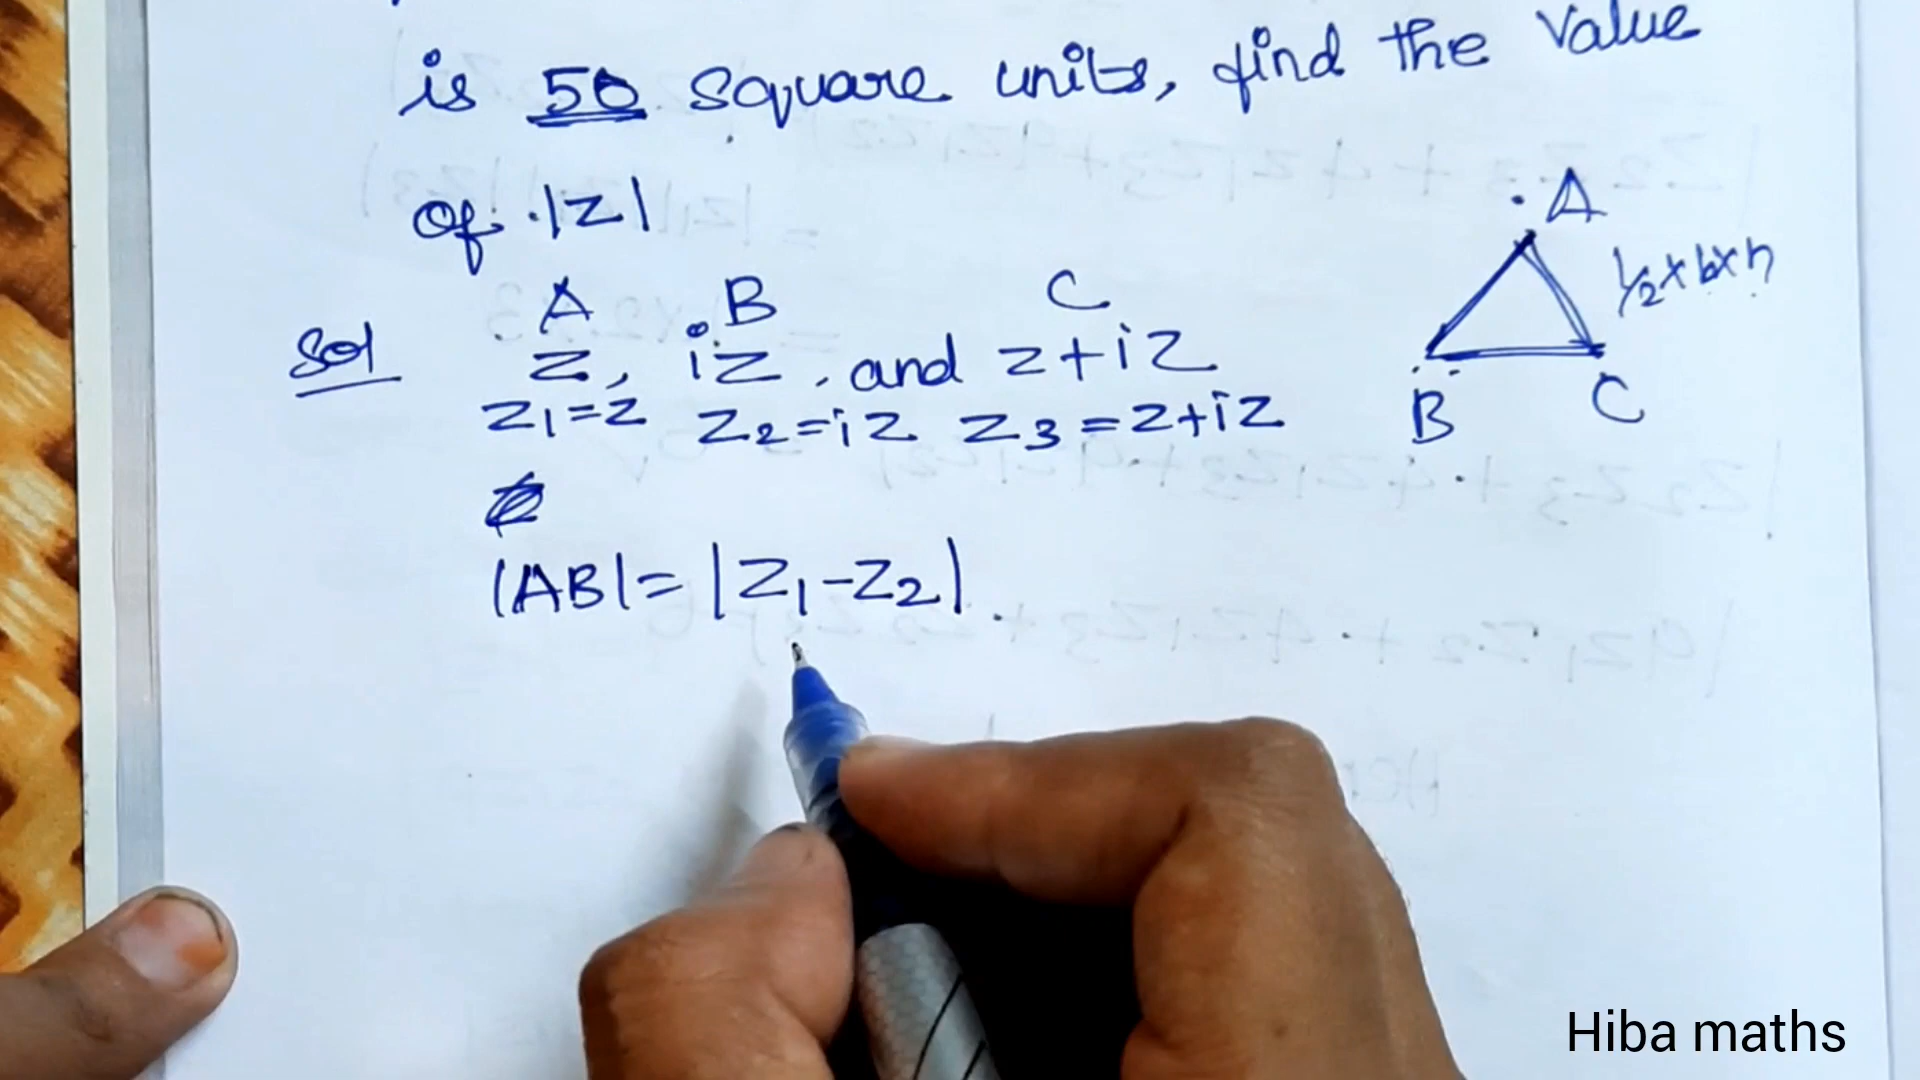 is 50 square units, find the value
of |z|
A B C
Sol z, iz, and z+iz
z₁=z z₂=iz z₃=z+iz
|AB|=|z₁-z₂|
A
½×b×h
B C
Hiba maths